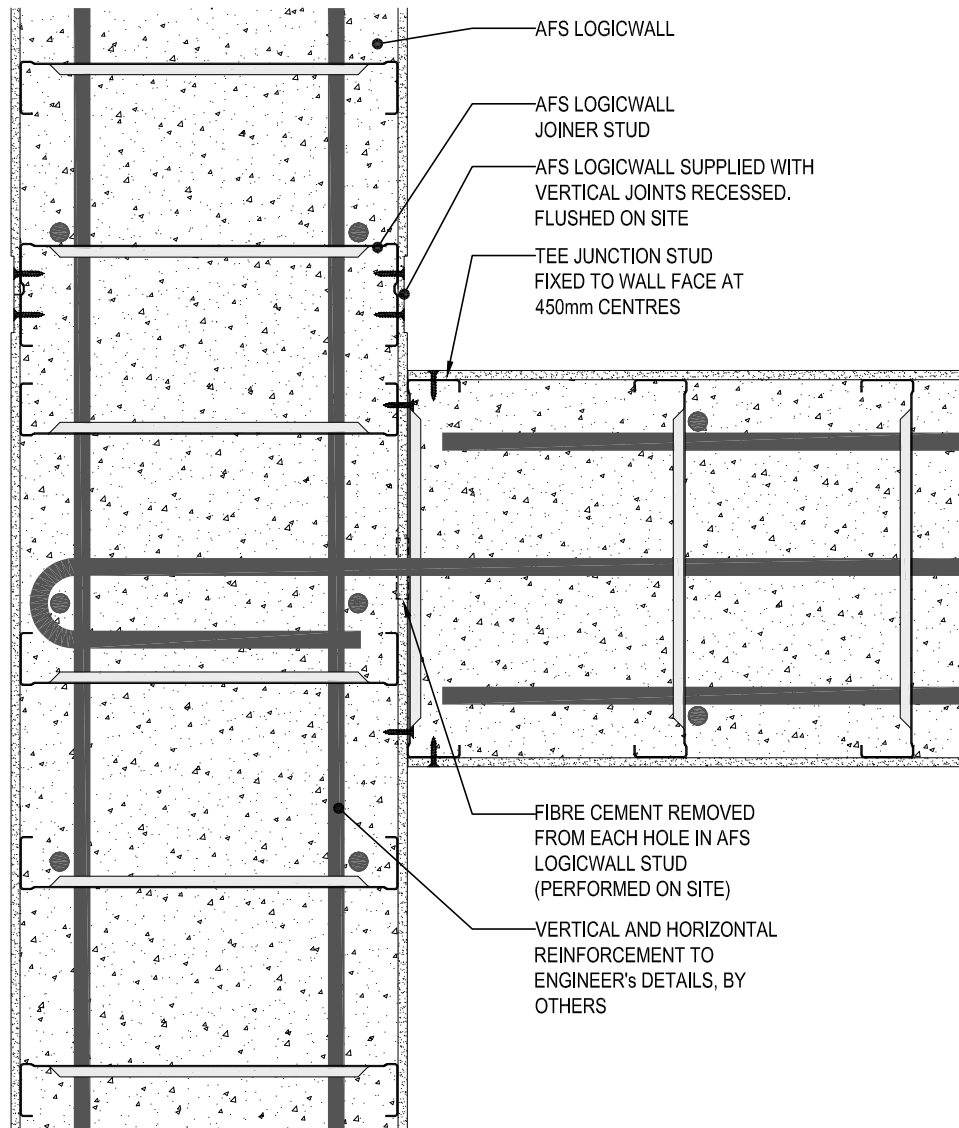 AFS LOGICWALL
AFS LOGICWALL
JOINER STUD
AFS LOGICWALL SUPPLIED WITH
VERTICAL JOINTS RECESSED.
FLUSHED ON SITE
TEE JUNCTION STUD
FIXED TO WALL FACE AT
450mm CENTRES
FIBRE CEMENT REMOVED
FROM EACH HOLE IN AFS
LOGICWALL STUD
(PERFORMED ON SITE)
VERTICAL AND HORIZONTAL
REINFORCEMENT TO
ENGINEER's DETAILS, BY
OTHERS